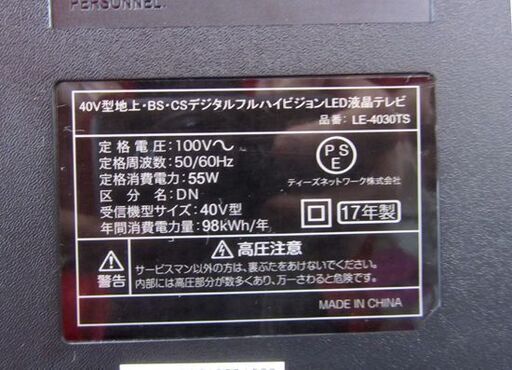 PERSONNEL.
40V型地上・BS・CSデジタルフルハイビジョンLED液晶テレビ
品番: LE-4030TS
定格電圧:100V〜
定格周波数:50/60Hz
定格消費電力:55W
区分名:DN
受信機型サイズ:40V型
年間消費電力量:98kWh/年
PSE
ティーズネットワーク株式会社
17年製
警告
高圧注意
サービスマン以外の方は、裏ぶたをあけないでください。
内部には高圧部分が数多くあり、万一さわると危険です。
MADE IN CHINA